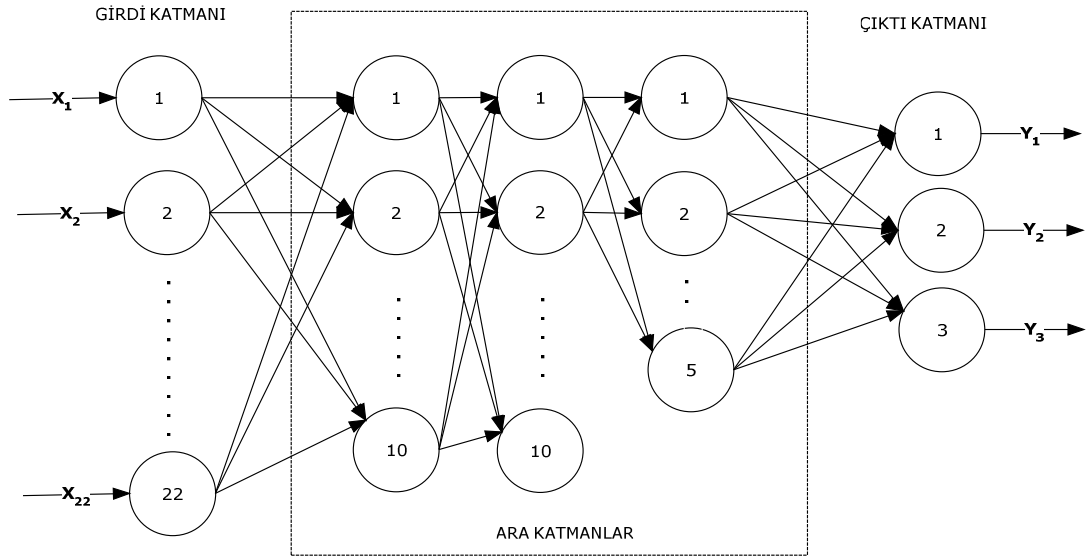 GİRDİ KATMANI
ÇIKTI KATMANI
X1 1 1 1 1 1 Y1
X2 2 2 2 2 2 Y2
5 3 Y3
10 10
X22 22
ARA KATMANLAR